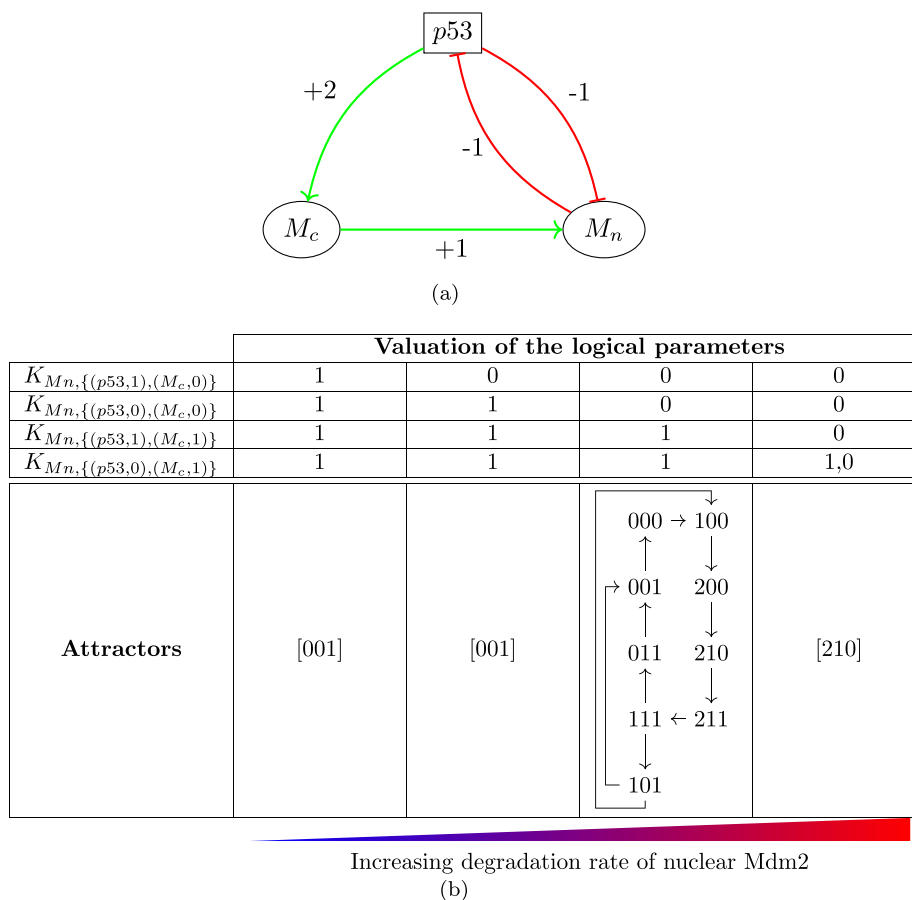 p53
+2
-1
-1
M_c
M_n
+1
(a)
Valuation of the logical parameters
K_{Mn,{(p53,1),(M_c,0)}} 1 0 0 0
K_{Mn,{(p53,0),(M_c,0)}} 1 1 0 0
K_{Mn,{(p53,1),(M_c,1)}} 1 1 1 0
K_{Mn,{(p53,0),(M_c,1)}} 1 1 1 1,0
000 → 100
001 200
Attractors [001] [001] 011 210 [210]
111 ← 211
101
Increasing degradation rate of nuclear Mdm2
(b)